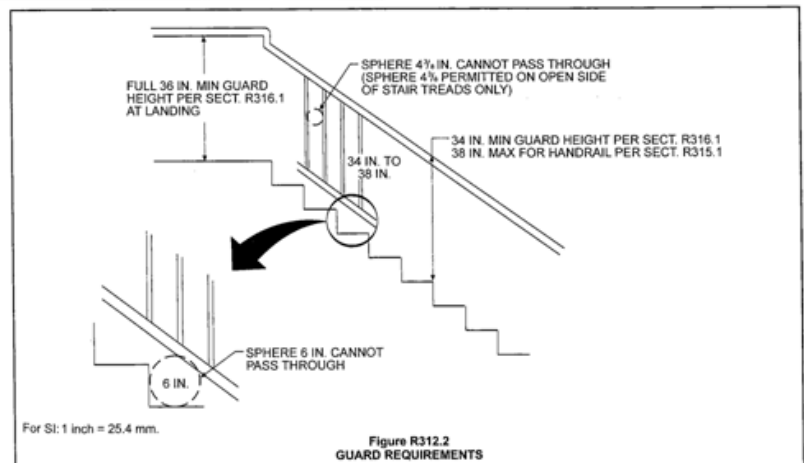 FULL 36 IN. MIN GUARD
HEIGHT PER SECT. R316.1
AT LANDING
SPHERE 4⅜ IN. CANNOT PASS THROUGH
(SPHERE 4⅜ PERMITTED ON OPEN SIDE
OF STAIR TREADS ONLY)
34 IN. MIN GUARD HEIGHT PER SECT. R316.1
38 IN. MAX FOR HANDRAIL PER SECT. R315.1
34 IN. TO
38 IN.
SPHERE 6 IN. CANNOT
PASS THROUGH
6 IN.
For SI: 1 inch = 25.4 mm.
Figure R312.2
GUARD REQUIREMENTS